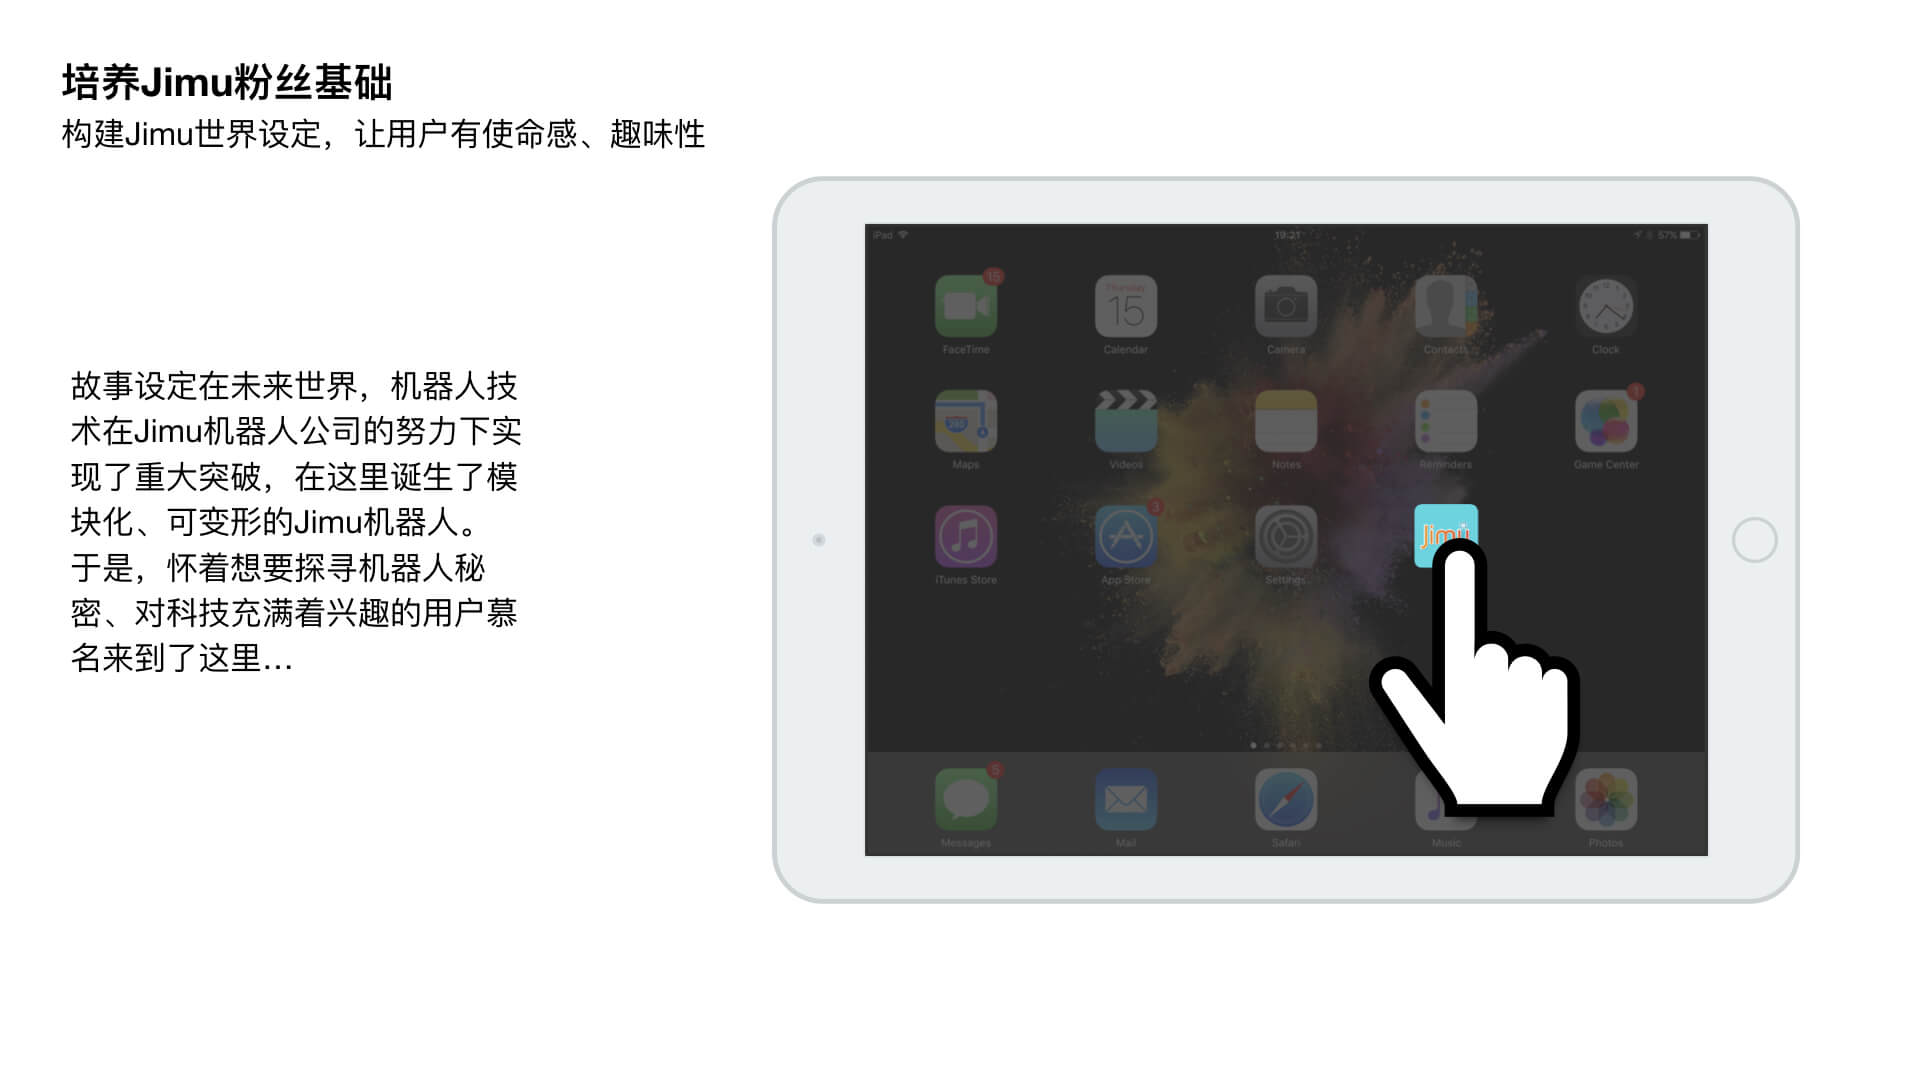 培养Jimu粉丝基础
构建Jimu世界设定，让用户有使命感、趣味性
故事设定在未来世界，机器人技
术在Jimu机器人公司的努力下实
现了重大突破，在这里诞生了模
块化、可变形的Jimu机器人。
于是，怀着想要探寻机器人秘
密、对科技充满着兴趣的用户慕
名来到了这里…
iPad
19:21
57%
15
Thursday
15
FaceTime
Calendar
Camera
Contacts
Clock
280
1
Maps
Videos
Notes
Reminders
Game Center
3
Jimu
iTunes Store
App Store
Settings
5
Messages
Mail
Safari
Music
Photos